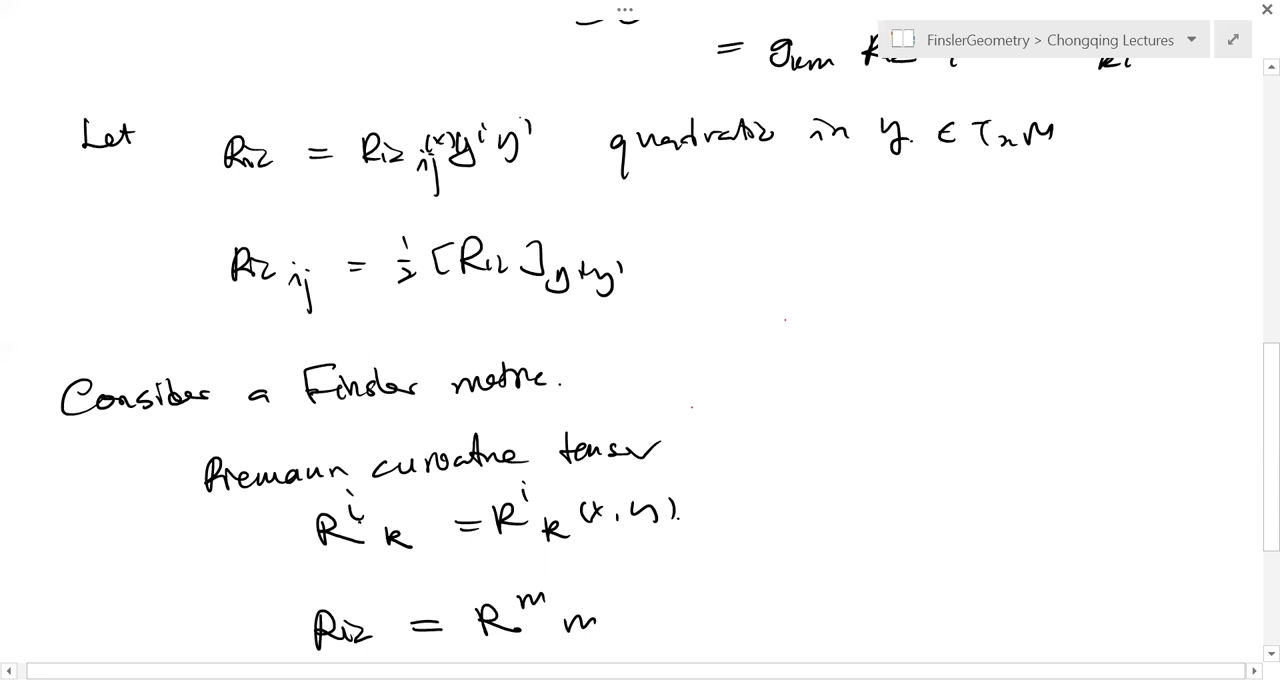 FinslerGeometry > Chongqing Lectures
= g_{km}
Let Ric = Ric_{ij}(x) y^i y^j quadratic in y ∈ T_xM
Ric_{ij} = 1/2 [Ric]_{y^i y^j}
Consider a Finsler metric.
Riemann curvature tensor
R^i_k = R^i_k (x, y).
Ric = R^m_m